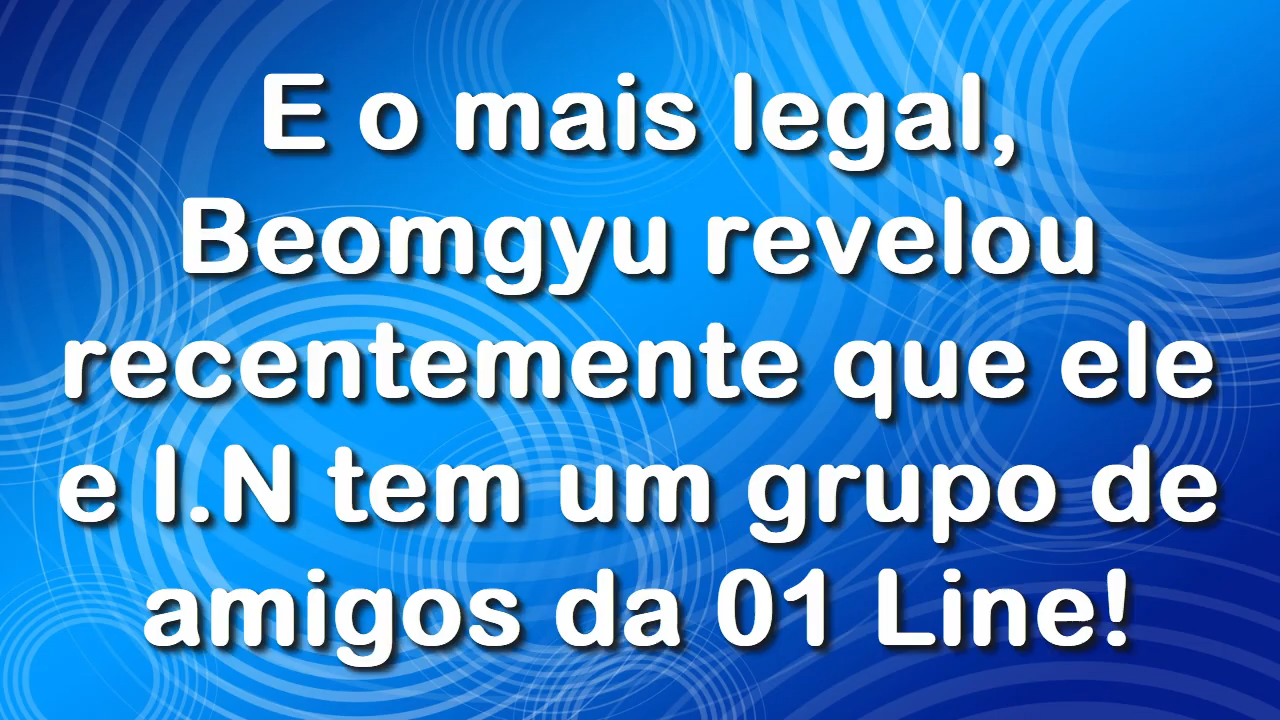 E o mais legal,
Beomgyu revelou
recentemente que ele
e I.N tem um grupo de
amigos da 01 Line!